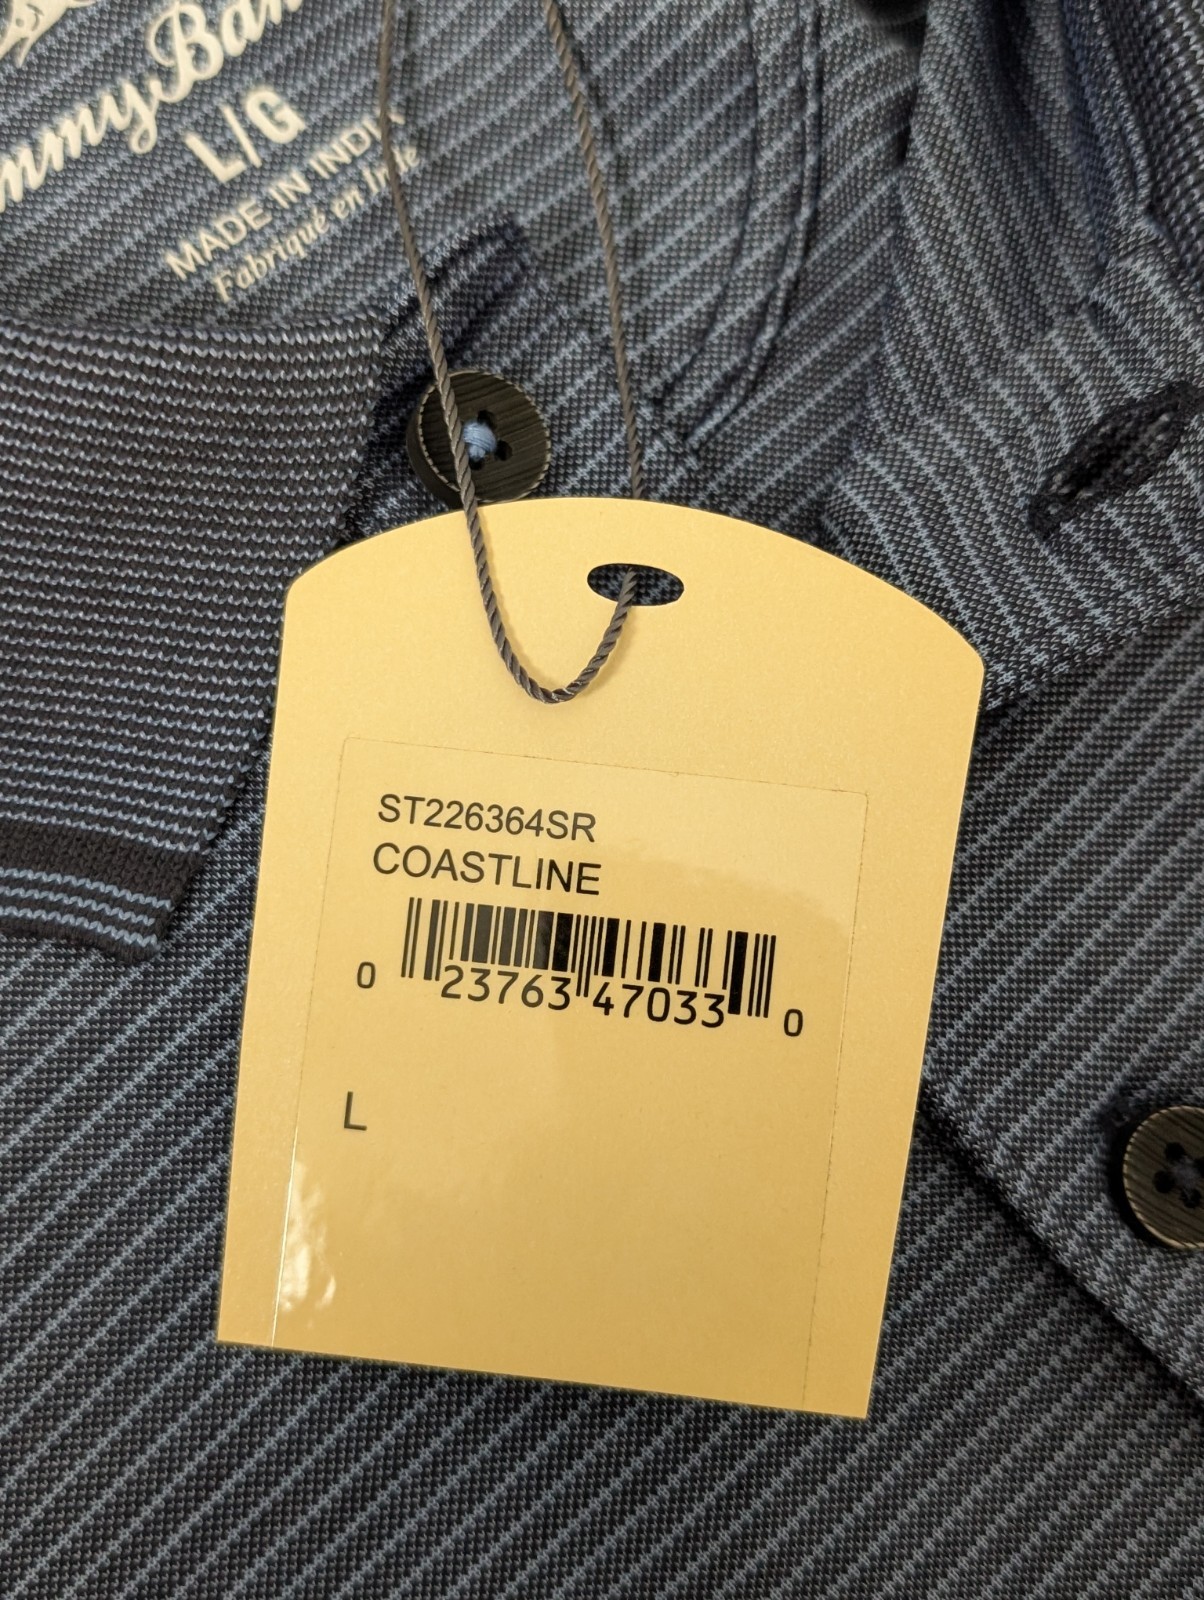 L/G
MADE IN INDIA
Fabriqué en Inde
ST226364SR
COASTLINE
0 23763 47033 0
L